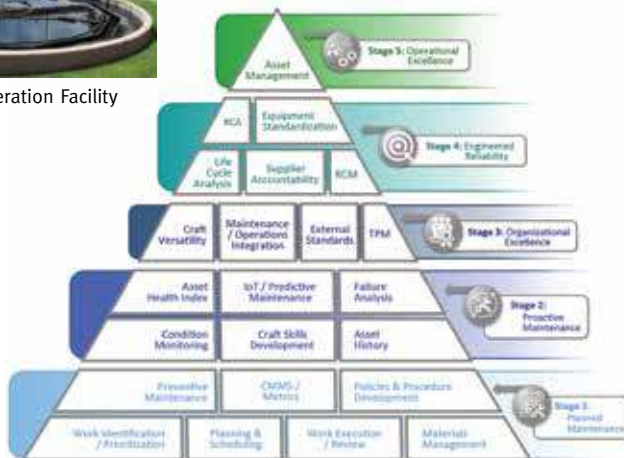 eration Facility
Asset
Management
Stage 5: Operational
Excellence
RCA
Equipment
Standardization
Life
Cycle
Analysis
Supplier
Accountability
RCM
Stage 4: Engineered
Reliability
Craft
Versatility
Maintenance
/ Operations
Integration
External
Standards
TPM
Stage 3: Organizational
Excellence
Asset
Health Index
IoT / Predictive
Maintenance
Failure
Analysis
Condition
Monitoring
Craft Skills
Development
Asset
History
Stage 2:
Proactive
Maintenance
Preventive
Maintenance
CMMS /
Metrics
Policies & Procedure
Development
Work Identification
/ Prioritization
Planning &
Scheduling
Work Execution
/ Review
Materials
Management
Stage 1:
Planned
Maintenance